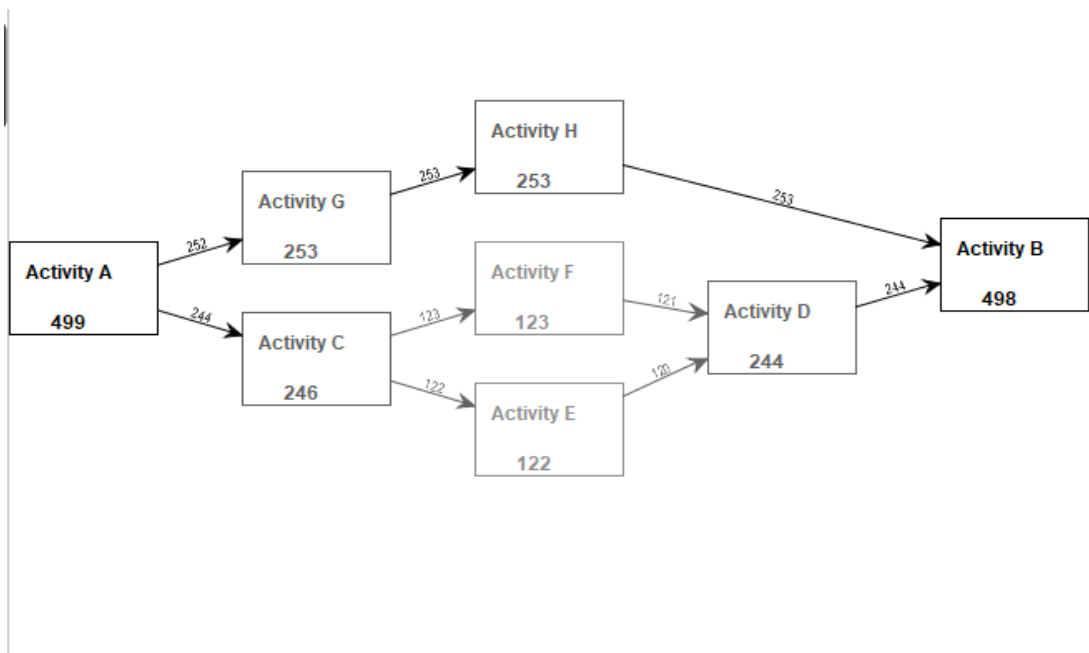 Activity H
253
253
Activity G
253
253
252
Activity A
499
Activity B
498
Activity F
123
121
Activity D
244
244
244
Activity C
246
123
122
120
Activity E
122